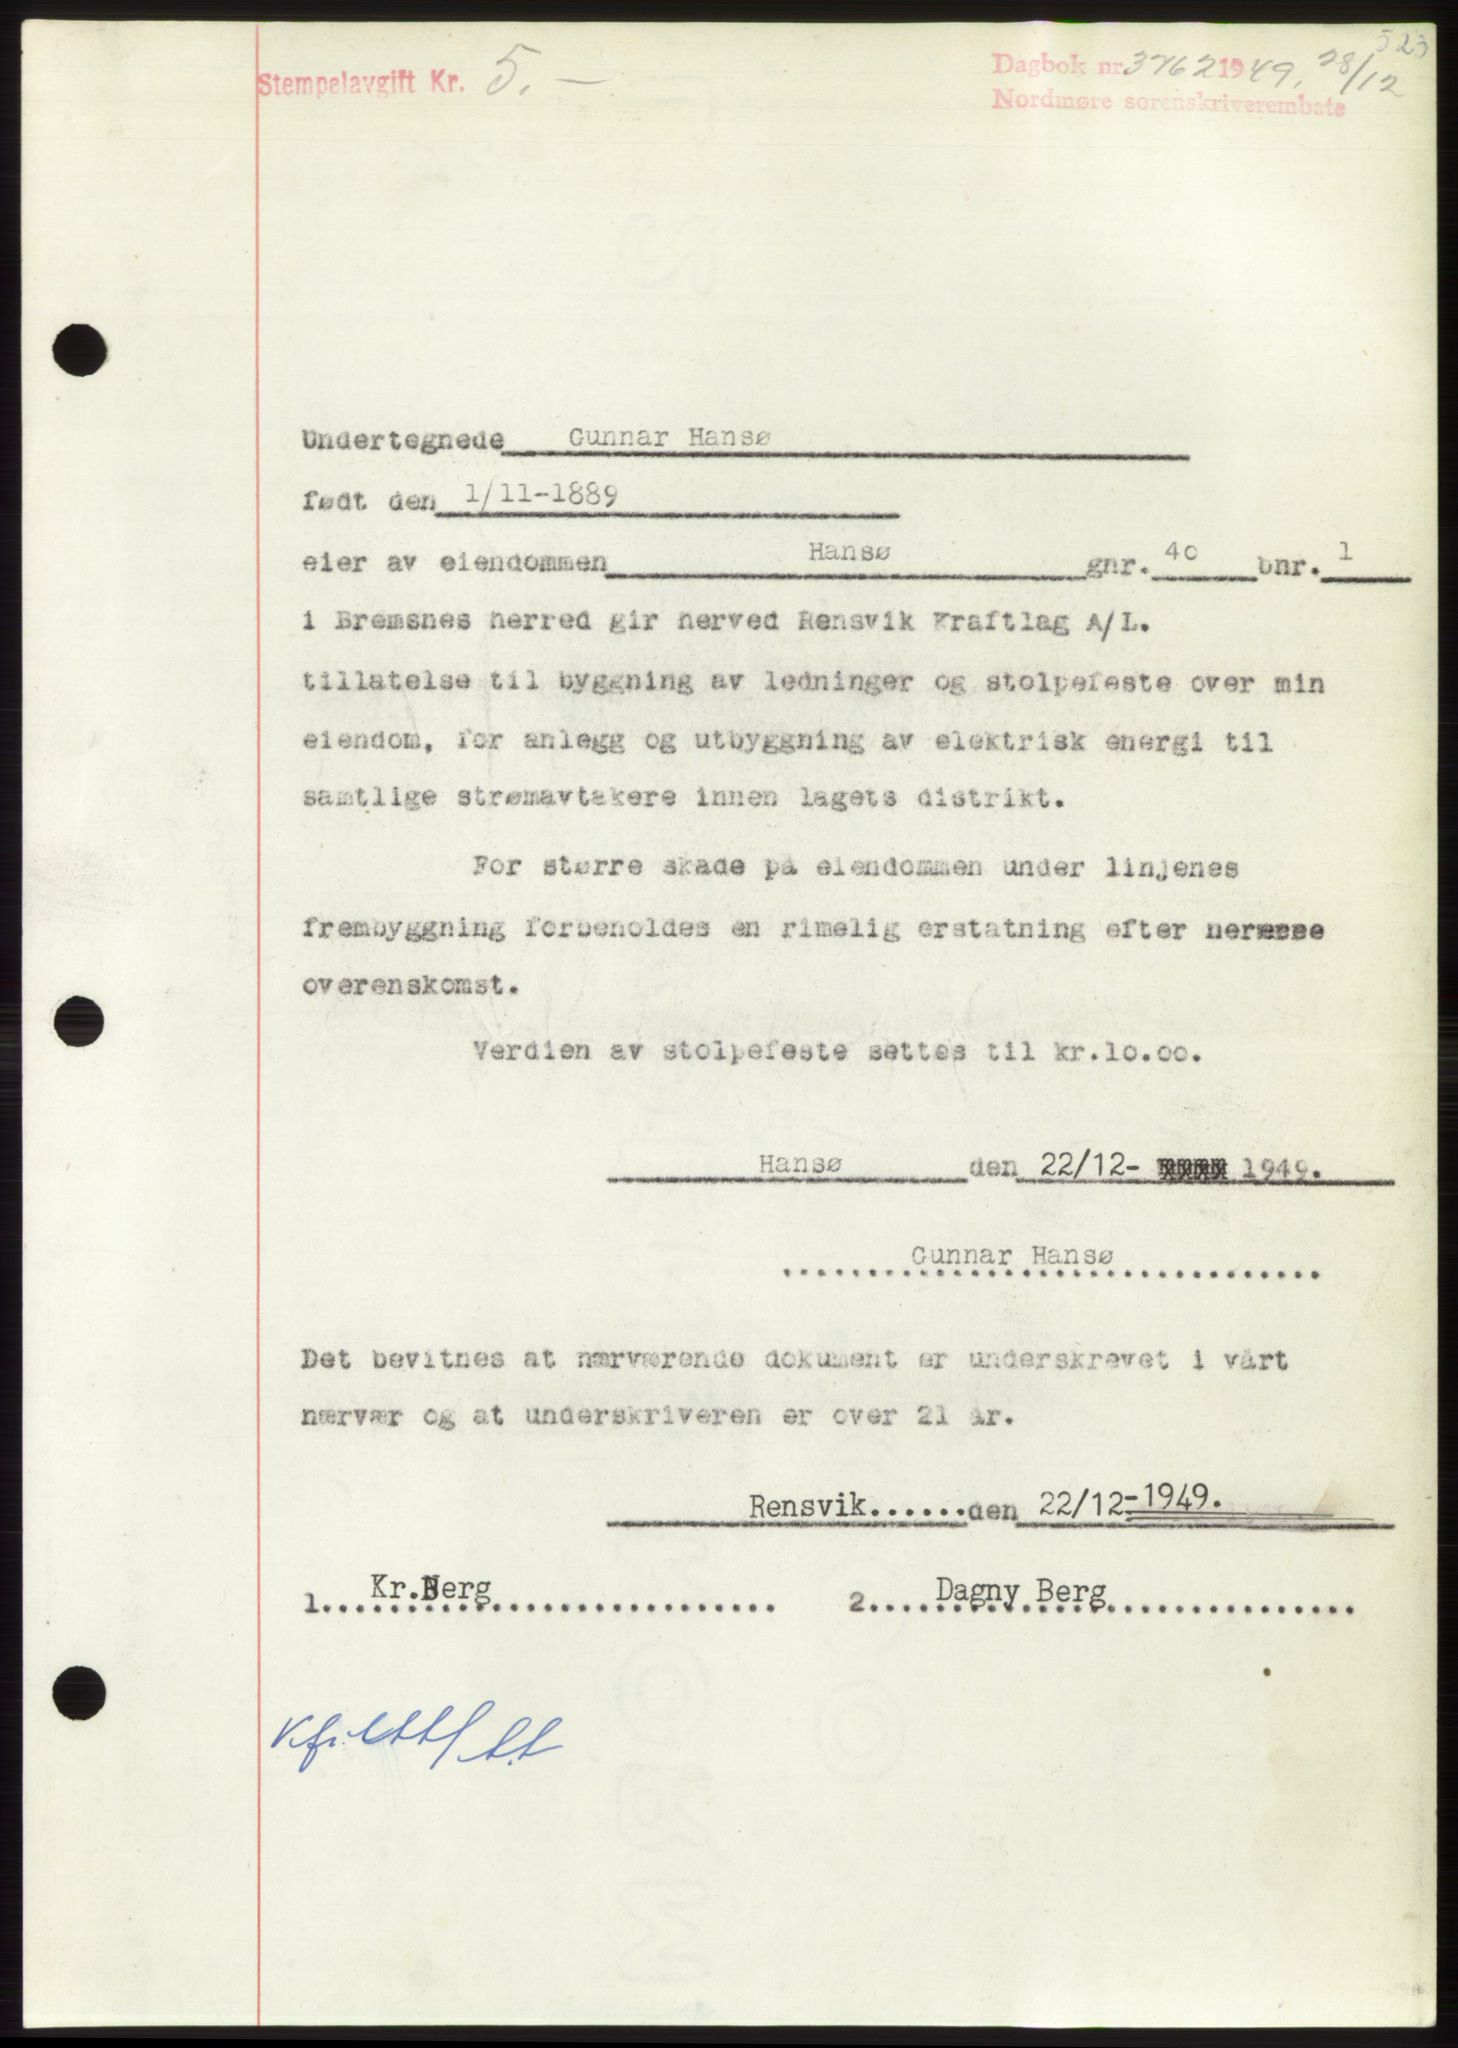 523
Stempelavgift Kr. 5.—
Dagbok nr. 3762 1949, 28/12
Nordmøre sorenskriverembete
Undertegnede Gunnar Hansø
født den 1/11-1889
eier av eiendommen Hansø gnr. 40 bnr. 1
i Bremsnes herred gir herved Rensvik Kraftlag A/L.
tillatelse til byggning av ledninger og stolpefeste over min
eiendom, for anlegg og utbyggning av elektrisk energi til
samtlige strømavtakere innen lagets distrikt.
For større skade på eiendommen under linjenes
frembyggning forbeholdes en rimelig erstatning efter
overenskomst.
Verdien av stolpefeste settes til kr.10.00.
Hansø den 22/12- 1949.
Gunnar Hansø
Det bevitnes at nærværende dokument er underskrevet i vårt
nærvær og at underskriveren er over 21 år.
Rensvik......den 22/12-1949.
1. Kr. Berg 2. Dagny Berg